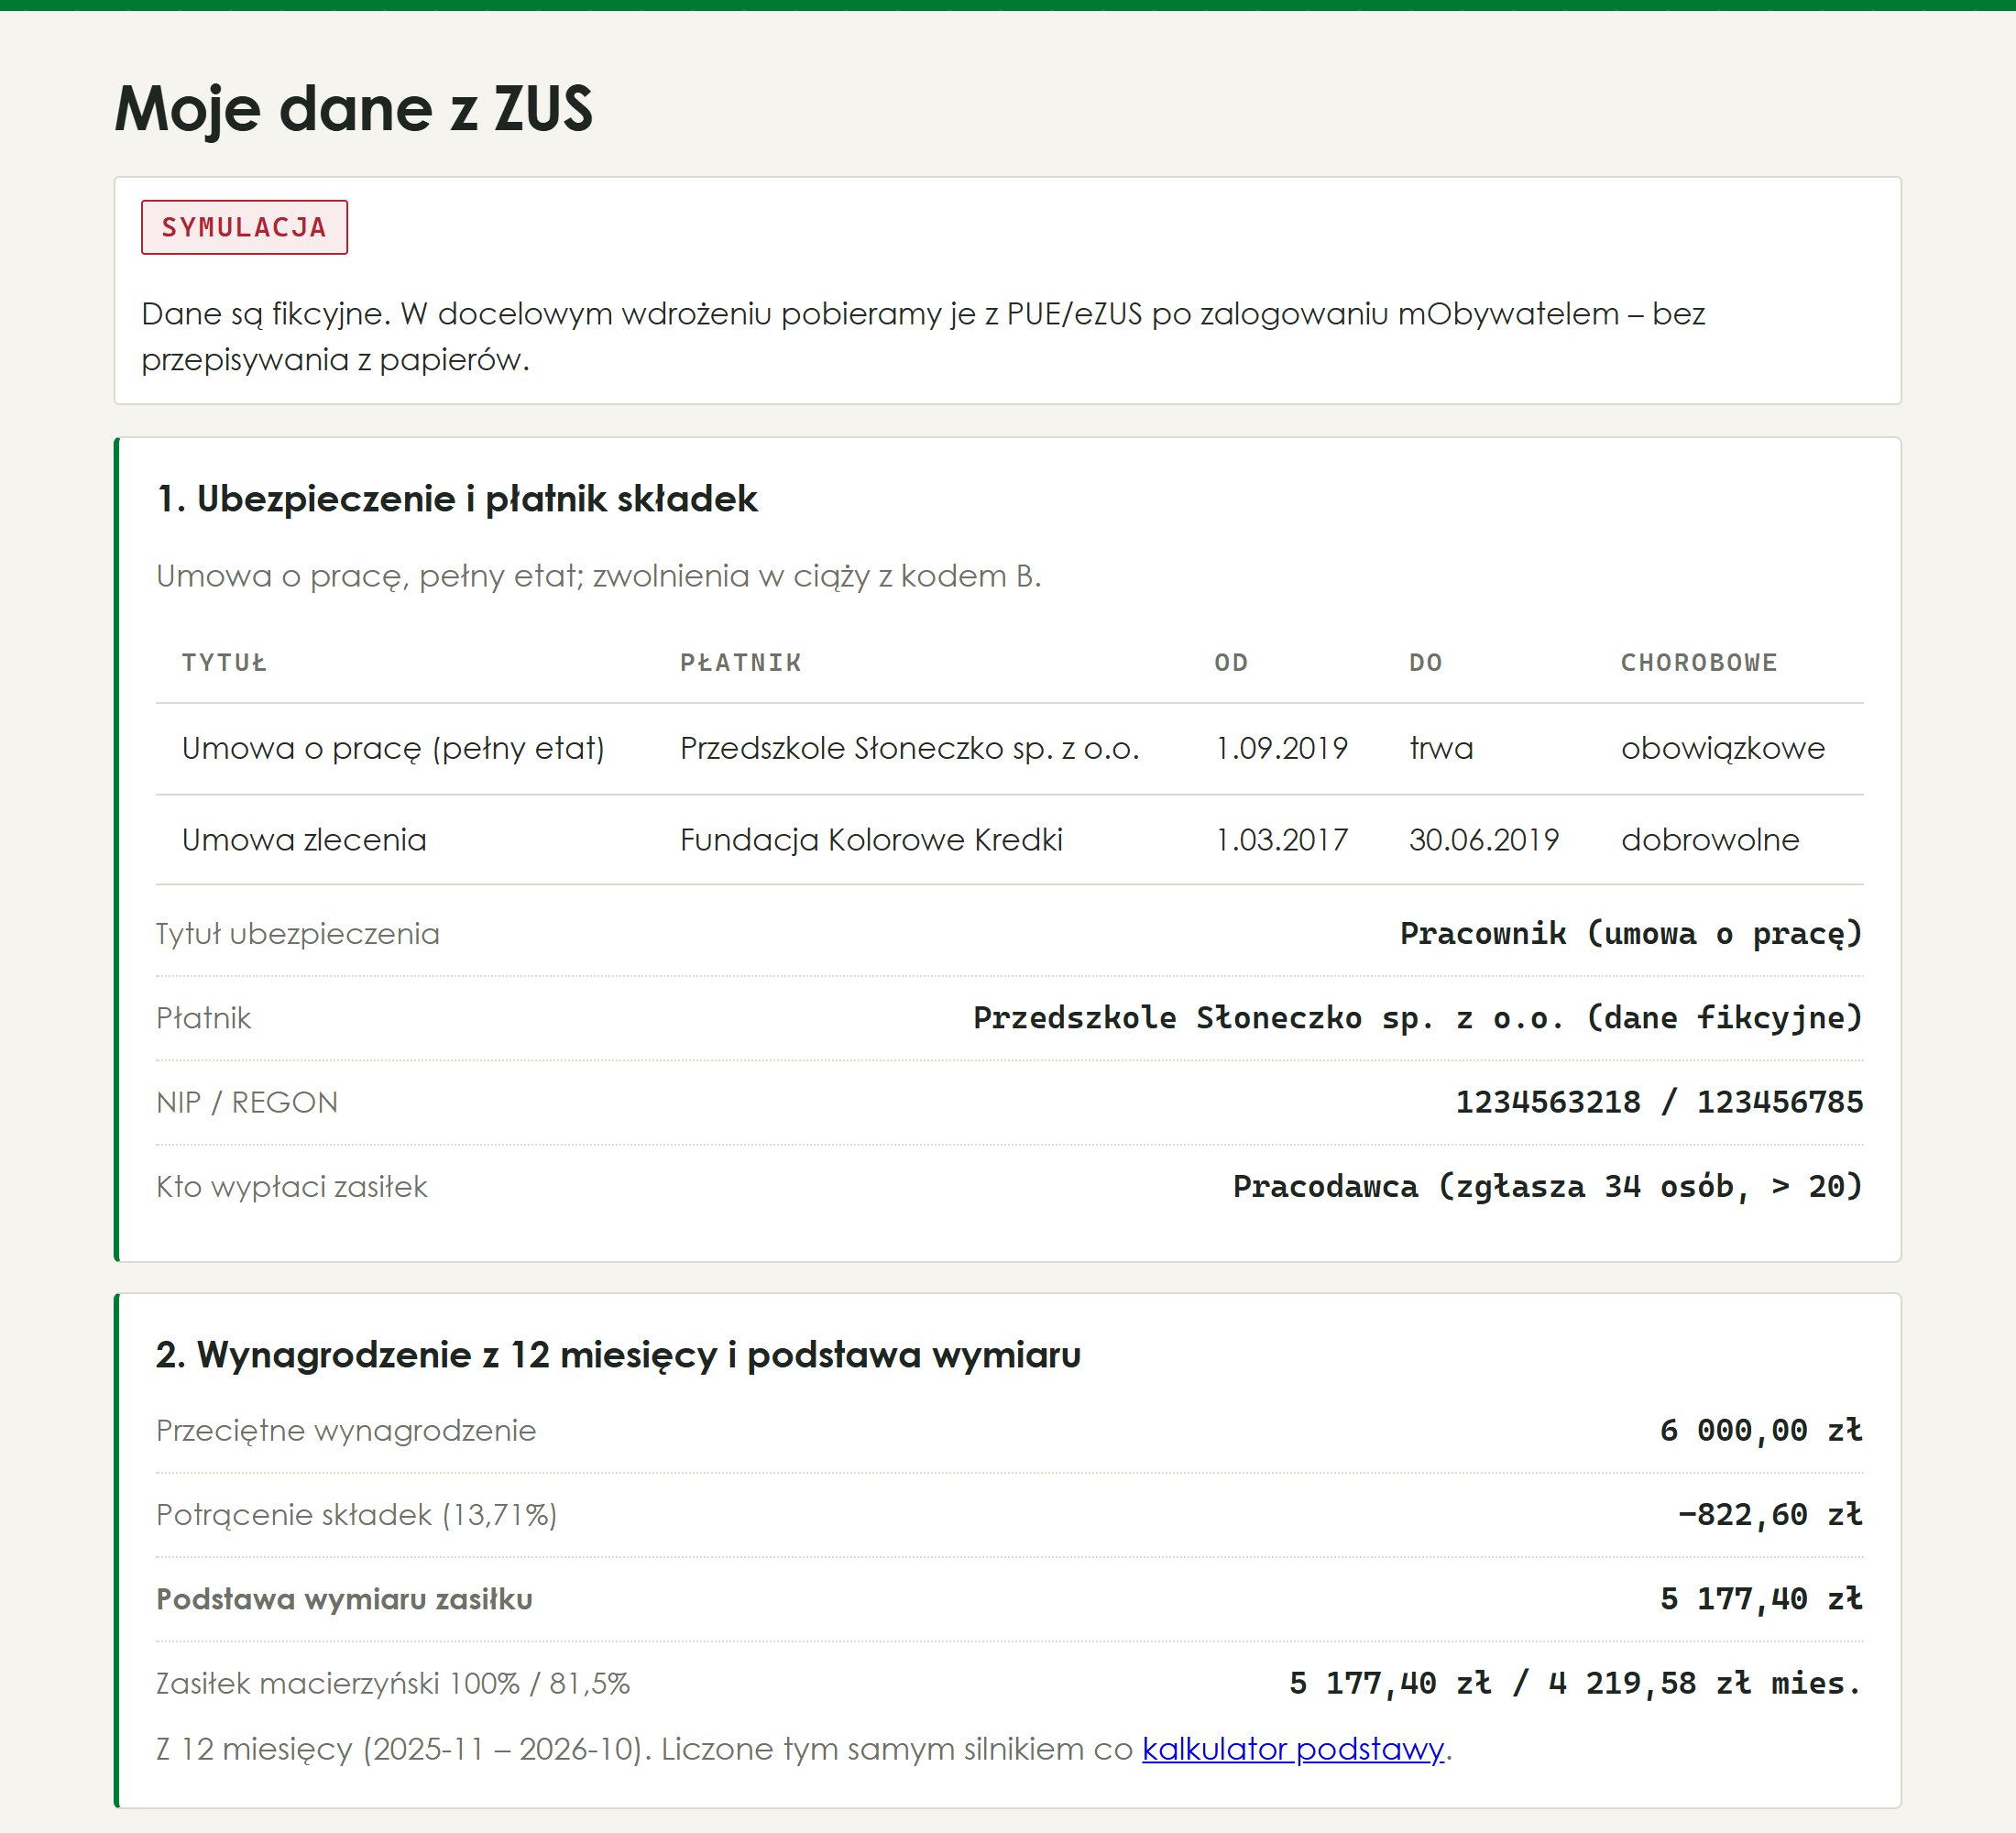 Moje dane z ZUS
SYMULACJA
Dane są fikcyjne. W docelowym wdrożeniu pobieramy je z PUE/eZUS po zalogowaniu mObywatelem – bez
przepisywania z papierów.
1. Ubezpieczenie i płatnik składek
Umowa o pracę, pełny etat; zwolnienia w ciąży z kodem B.
TYTUŁ PŁATNIK OD DO CHOROBOWE
Umowa o pracę (pełny etat) Przedszkole Słoneczko sp. z o.o. 1.09.2019 trwa obowiązkowe
Umowa zlecenia Fundacja Kolorowe Kredki 1.03.2017 30.06.2019 dobrowolne
Tytuł ubezpieczenia Pracownik (umowa o pracę)
Płatnik Przedszkole Słoneczko sp. z o.o. (dane fikcyjne)
NIP / REGON 1234563218 / 123456785
Kto wypłaci zasiłek Pracodawca (zgłasza 34 osób, > 20)
2. Wynagrodzenie z 12 miesięcy i podstawa wymiaru
Przeciętne wynagrodzenie 6 000,00 zł
Potrącenie składek (13,71%) −822,60 zł
Podstawa wymiaru zasiłku 5 177,40 zł
Zasiłek macierzyński 100% / 81,5% 5 177,40 zł / 4 219,58 zł mies.
Z 12 miesięcy (2025-11 – 2026-10). Liczone tym samym silnikiem co kalkulator podstawy.